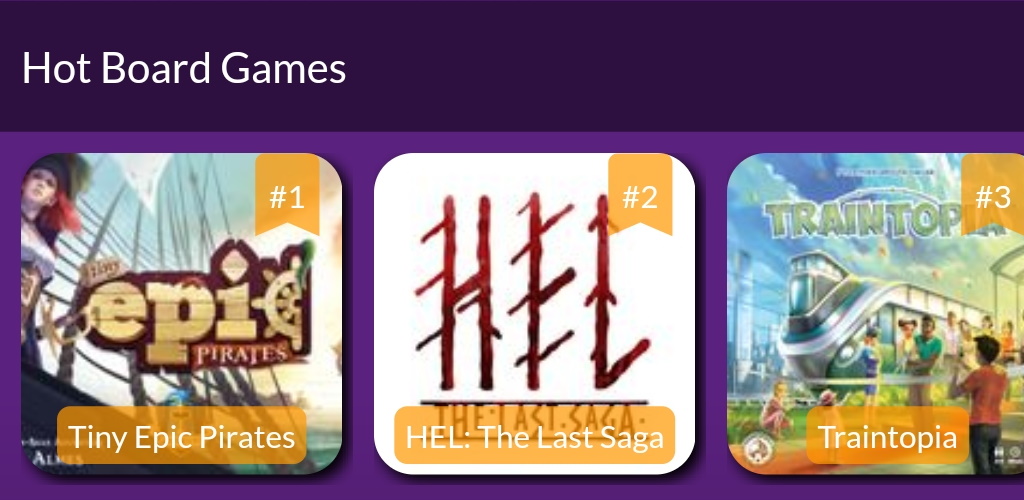 Hot Board Games
#1
Tiny
epic
PIRATES
Tiny Epic Pirates
#2
HEL
THE LAST SAGA
HEL: The Last Saga
#3
TRAINTOPIA
Traintopia